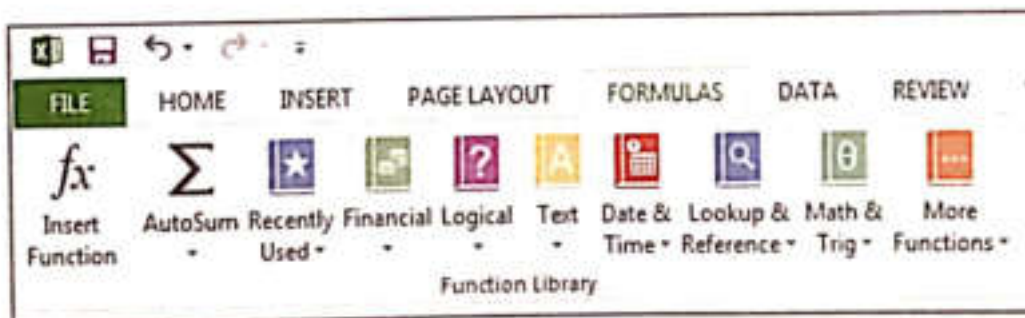 FILE HOME INSERT PAGE LAYOUT FORMULAS DATA REVIEW
fx Σ ? A θ ...
Insert AutoSum Recently Financial Logical Text Date & Lookup & Math & More
Function Used Time Reference Trig Functions
Function Library